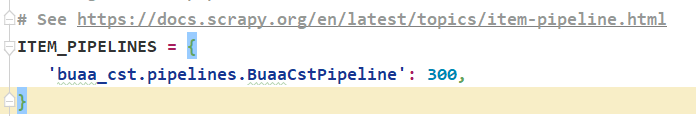 # See https://docs.scrapy.org/en/latest/topics/item-pipeline.html
ITEM_PIPELINES = {
    'buaa_cst.pipelines.BuaaCstPipeline': 300,
}